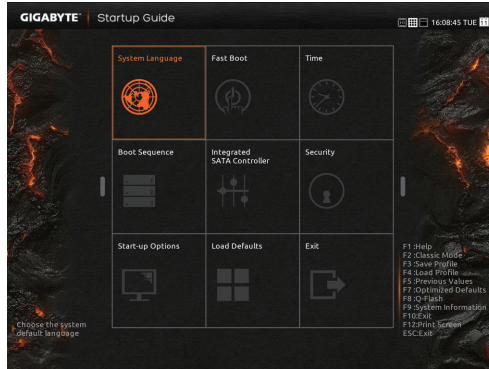 GIGABYTE™ Startup Guide
16:08:45 TUE 11
System Language
Fast Boot
Time
Boot Sequence
Integrated
SATA Controller
Security
Start-up Options
Load Defaults
Exit
Choose the system
default language
F1 :Help
F2 :Classic Mode
F3 :Save Profile
F4 :Load Profile
F5 :Previous Values
F7 :Optimized Defaults
F8 :Q-Flash
F9 :System Information
F10:Exit
F12:Print Screen
ESC:Exit